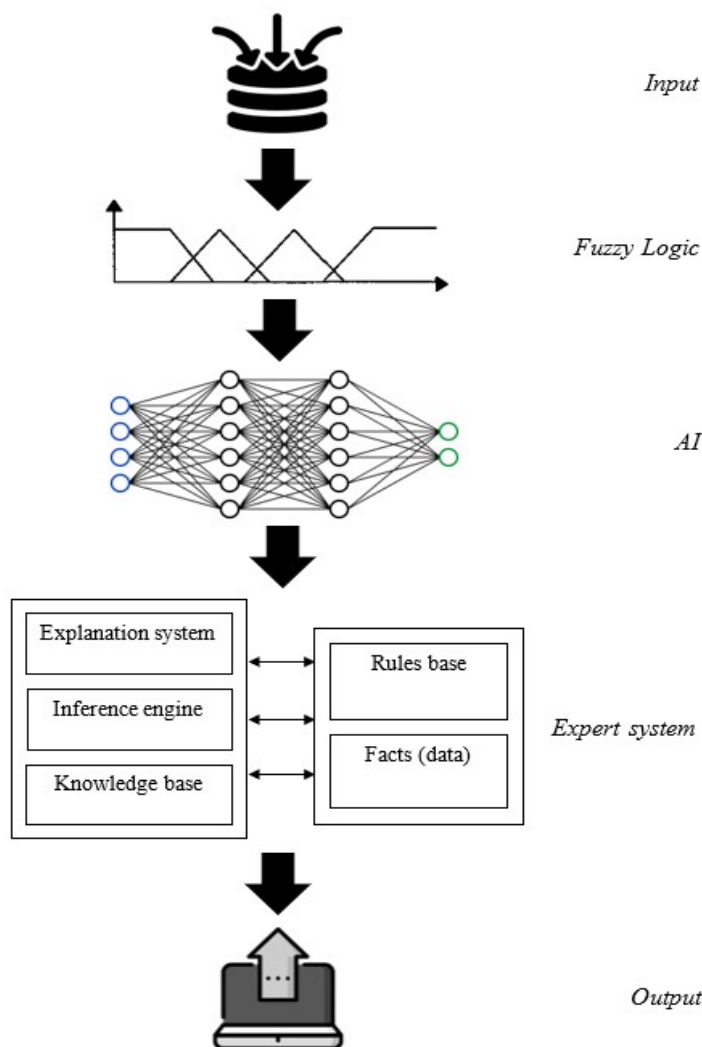 Input
Fuzzy Logic
AI
Explanation system
Inference engine
Knowledge base
Rules base
Facts (data)
Expert system
Output